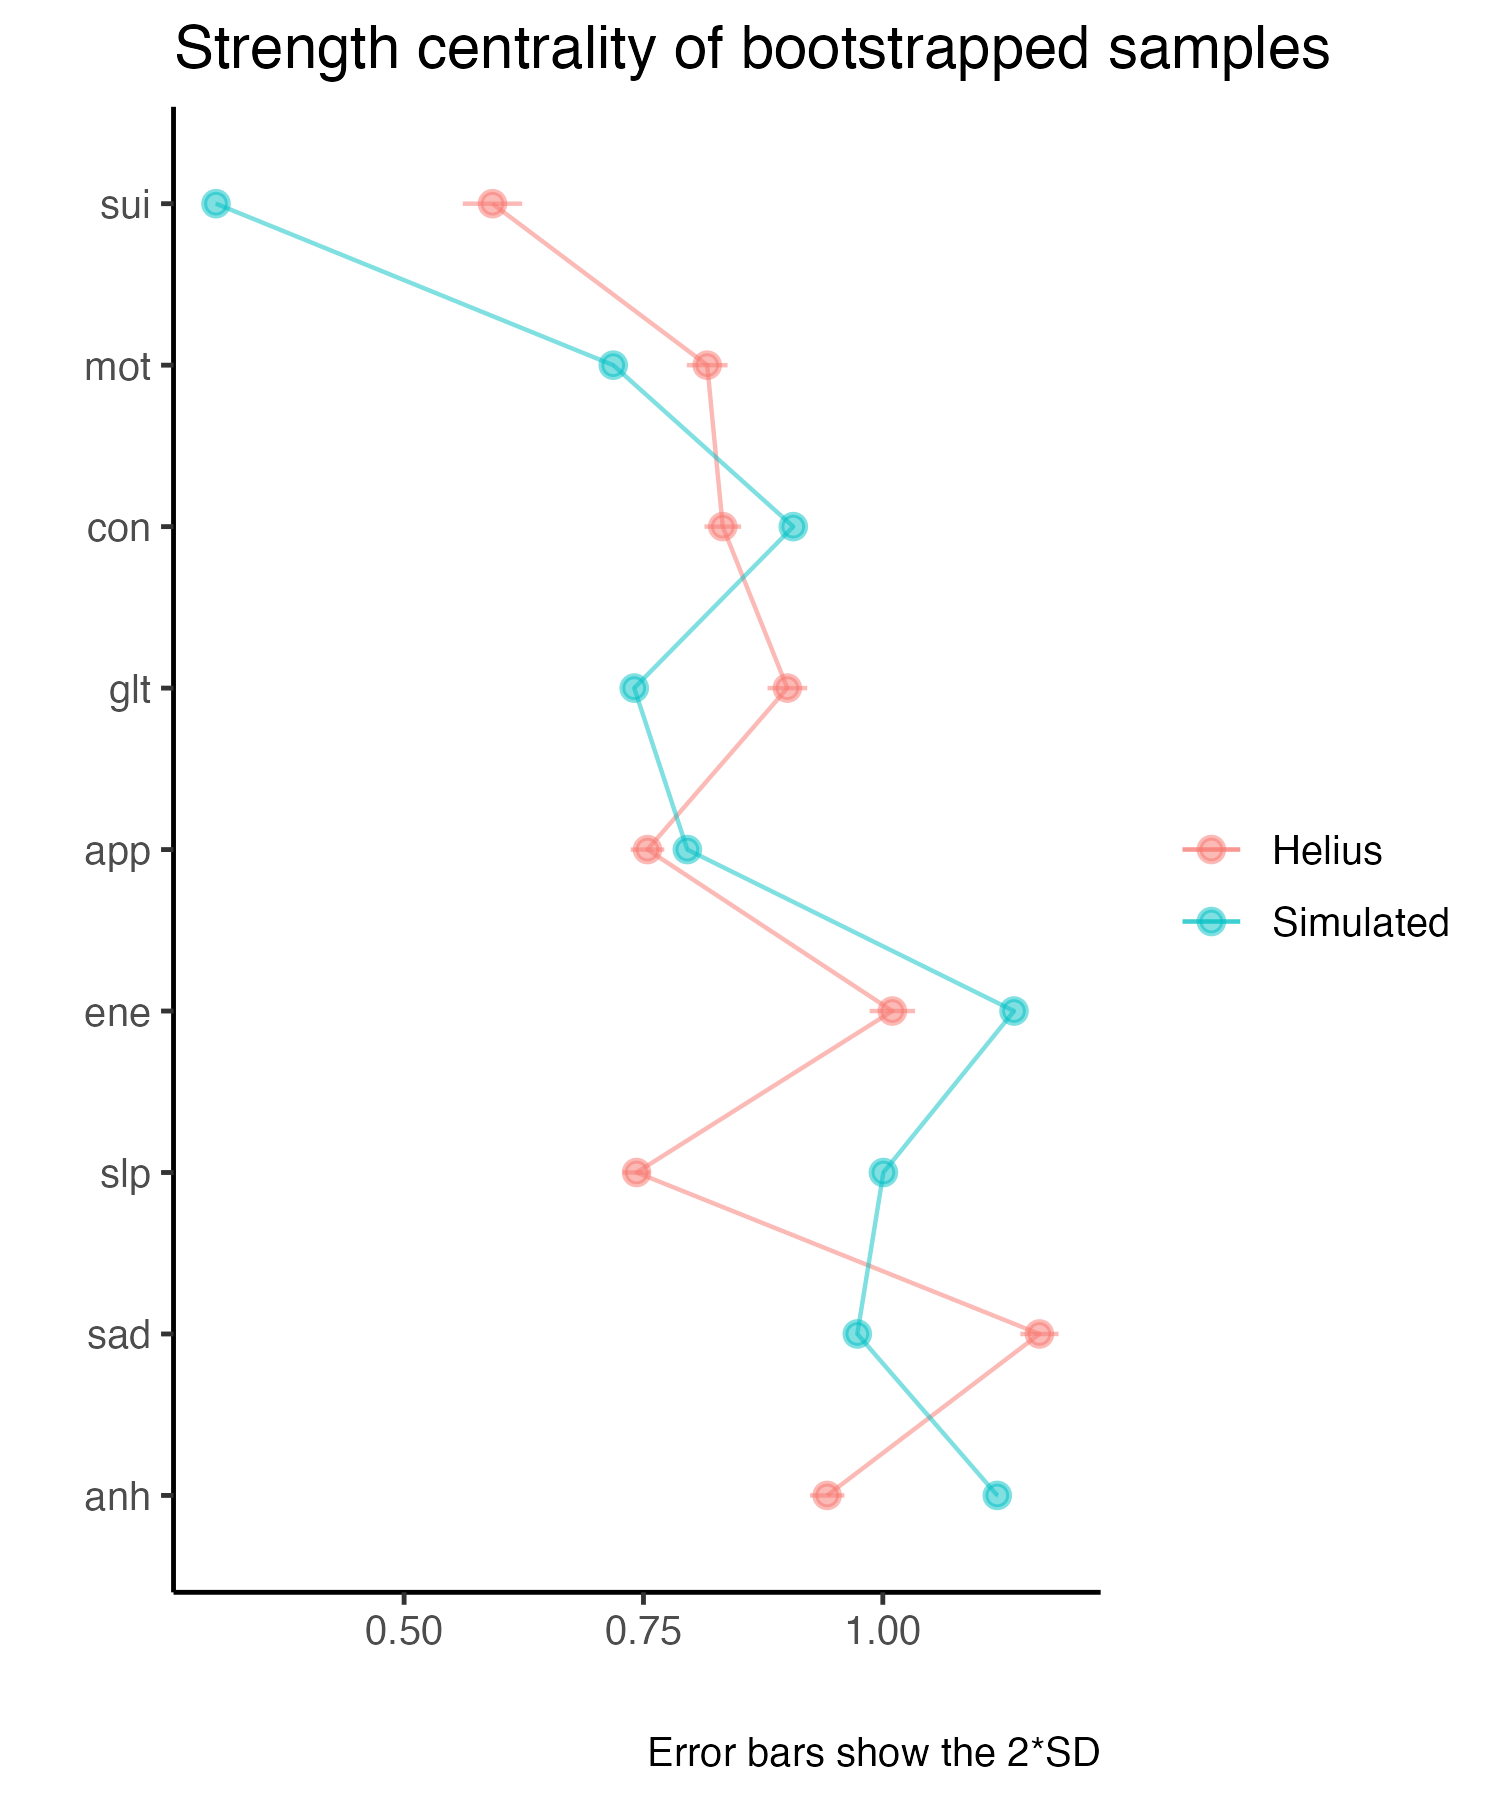 Strength centrality of bootstrapped samples
sui
mot
con
glt
app
ene
slp
sad
anh
Helius
Simulated
0.50 0.75 1.00
Error bars show the 2*SD